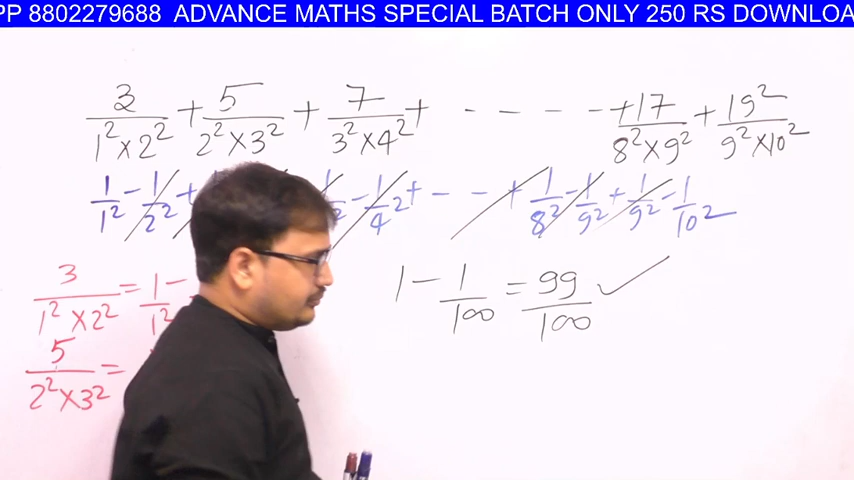 PP 8802279688 ADVANCE MATHS SPECIAL BATCH ONLY 250 RS DOWNLOA
3/(1²×2²) + 5/(2²×3²) + 7/(3²×4²) + - - - - +17/(8²×9²) + 19²/(9²×10²)
1/1² - 1/2² + - 1/4² + - - + 1/8² - 1/9² + 1/9² - 1/10²
3/(1²×2²) = 1/1² -
1 - 1/100 = 99/100 ✓
5/(2²×3²) =